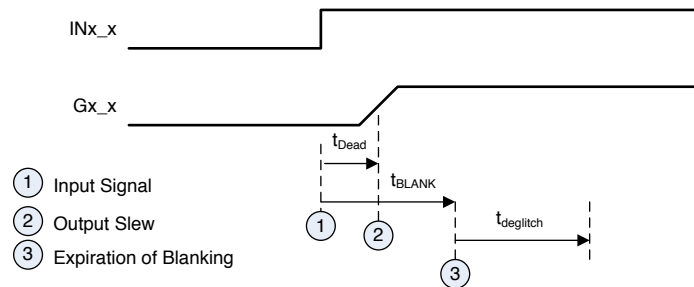 INx_x
Gx_x
tDead
tBLANK
tdeglitch
1 Input Signal
2 Output Slew
3 Expiration of Blanking
1
2
3